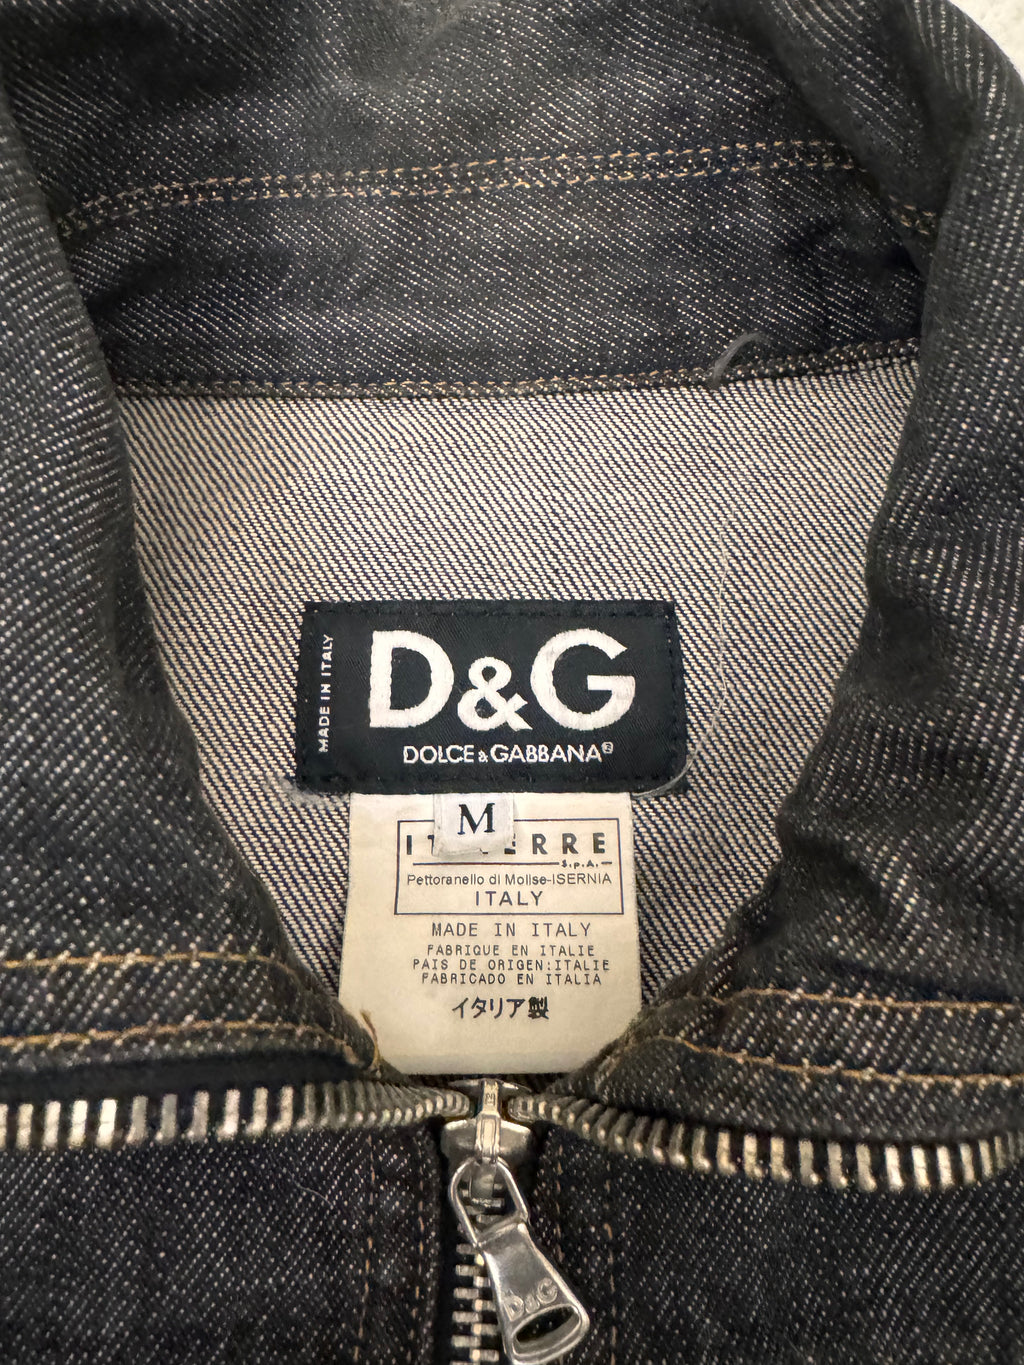 MADE IN ITALY
D&G
DOLCE & GABBANA®
M
ERRE
S.p.A.
Pettoranello di Molise-ISERNIA
ITALY
MADE IN ITALY
FABRIQUE EN ITALIE
PAIS DE ORIGEN:ITALIE
FABRICADO EN ITALIA
イタリア製
D&G